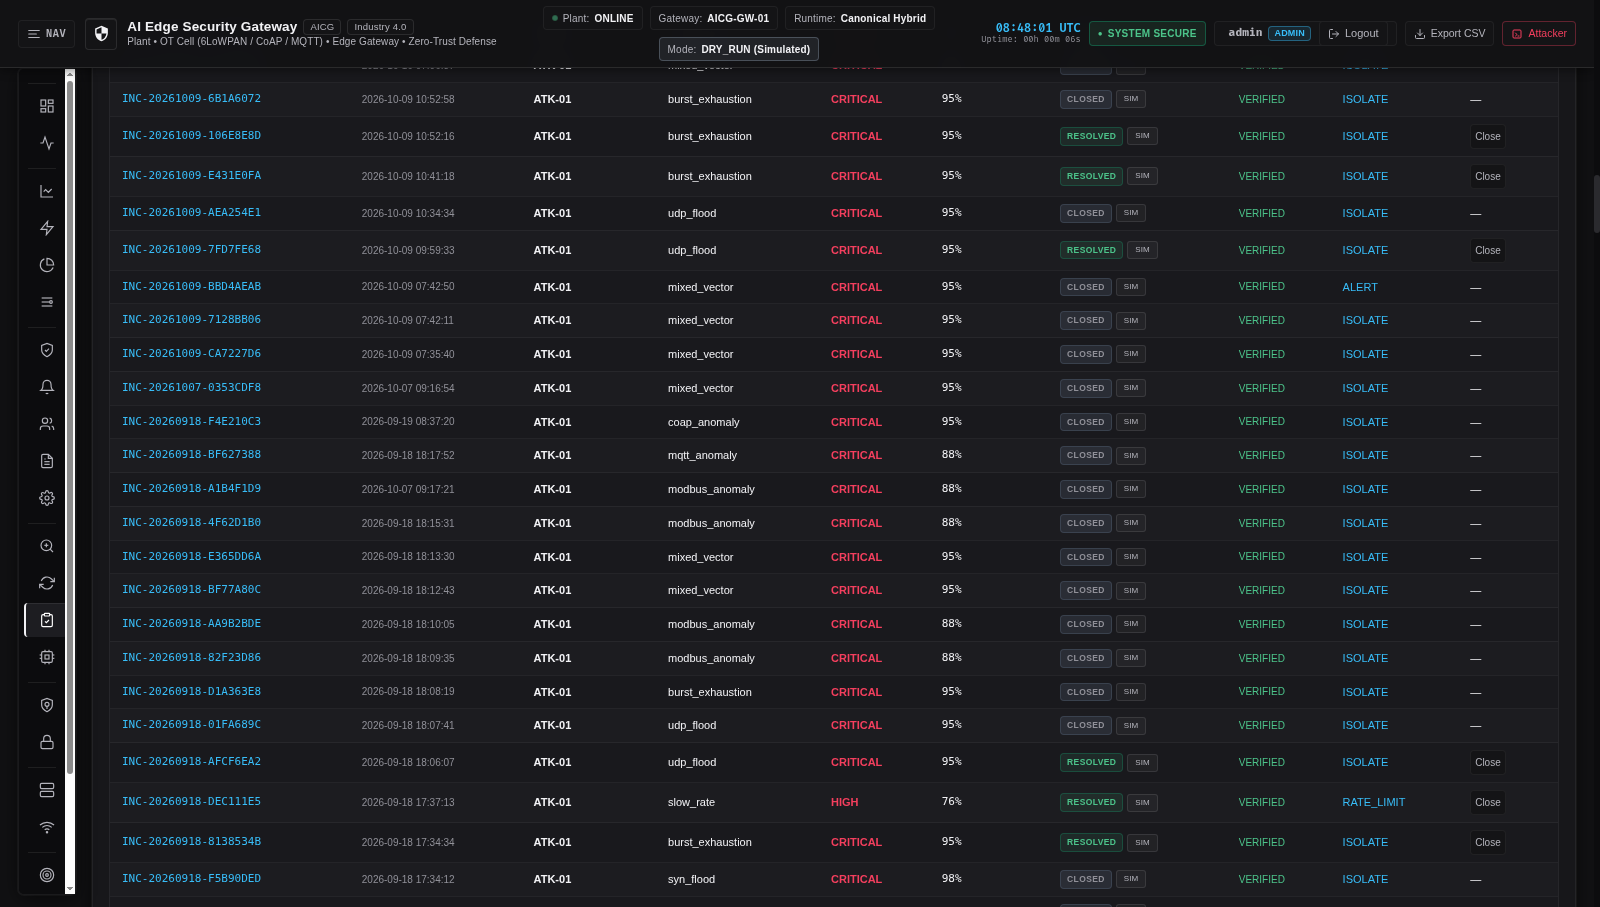 NAV
AI Edge Security Gateway AICG Industry 4.0
Plant • OT Cell (6LoWPAN / CoAP / MQTT) • Edge Gateway • Zero-Trust Defense
Plant: ONLINE Gateway: AICG-GW-01 Runtime: Canonical Hybrid
Mode: DRY_RUN (Simulated)
08:48:01 UTC
Uptime: 00h 00m 06s
SYSTEM SECURE admin ADMIN Logout Export CSV Attacker
INC-20261009-6B1A6072 2026-10-09 10:52:58 ATK-01 burst_exhaustion CRITICAL 95% CLOSED SIM VERIFIED ISOLATE —
INC-20261009-106E8E8D 2026-10-09 10:52:16 ATK-01 burst_exhaustion CRITICAL 95% RESOLVED SIM VERIFIED ISOLATE Close
INC-20261009-E431E0FA 2026-10-09 10:41:18 ATK-01 burst_exhaustion CRITICAL 95% RESOLVED SIM VERIFIED ISOLATE Close
INC-20261009-AEA254E1 2026-10-09 10:34:34 ATK-01 udp_flood CRITICAL 95% CLOSED SIM VERIFIED ISOLATE —
INC-20261009-7FD7FE68 2026-10-09 09:59:33 ATK-01 udp_flood CRITICAL 95% RESOLVED SIM VERIFIED ISOLATE Close
INC-20261009-BBD4AEAB 2026-10-09 07:42:50 ATK-01 mixed_vector CRITICAL 95% CLOSED SIM VERIFIED ALERT —
INC-20261009-7128BB06 2026-10-09 07:42:11 ATK-01 mixed_vector CRITICAL 95% CLOSED SIM VERIFIED ISOLATE —
INC-20261009-CA7227D6 2026-10-09 07:35:40 ATK-01 mixed_vector CRITICAL 95% CLOSED SIM VERIFIED ISOLATE —
INC-20261007-0353CDF8 2026-10-07 09:16:54 ATK-01 mixed_vector CRITICAL 95% CLOSED SIM VERIFIED ISOLATE —
INC-20260918-F4E210C3 2026-09-19 08:37:20 ATK-01 coap_anomaly CRITICAL 95% CLOSED SIM VERIFIED ISOLATE —
INC-20260918-BF627388 2026-09-18 18:17:52 ATK-01 mqtt_anomaly CRITICAL 88% CLOSED SIM VERIFIED ISOLATE —
INC-20260918-A1B4F1D9 2026-10-07 09:17:21 ATK-01 modbus_anomaly CRITICAL 88% CLOSED SIM VERIFIED ISOLATE —
INC-20260918-4F62D1B0 2026-09-18 18:15:31 ATK-01 modbus_anomaly CRITICAL 88% CLOSED SIM VERIFIED ISOLATE —
INC-20260918-E365DD6A 2026-09-18 18:13:30 ATK-01 mixed_vector CRITICAL 95% CLOSED SIM VERIFIED ISOLATE —
INC-20260918-BF77A80C 2026-09-18 18:12:43 ATK-01 mixed_vector CRITICAL 95% CLOSED SIM VERIFIED ISOLATE —
INC-20260918-AA9B2BDE 2026-09-18 18:10:05 ATK-01 modbus_anomaly CRITICAL 88% CLOSED SIM VERIFIED ISOLATE —
INC-20260918-82F23D86 2026-09-18 18:09:35 ATK-01 modbus_anomaly CRITICAL 88% CLOSED SIM VERIFIED ISOLATE —
INC-20260918-D1A363E8 2026-09-18 18:08:19 ATK-01 burst_exhaustion CRITICAL 95% CLOSED SIM VERIFIED ISOLATE —
INC-20260918-01FA689C 2026-09-18 18:07:41 ATK-01 udp_flood CRITICAL 95% CLOSED SIM VERIFIED ISOLATE —
INC-20260918-AFCF6EA2 2026-09-18 18:06:07 ATK-01 udp_flood CRITICAL 95% RESOLVED SIM VERIFIED ISOLATE Close
INC-20260918-DEC111E5 2026-09-18 17:37:13 ATK-01 slow_rate HIGH 76% RESOLVED SIM VERIFIED RATE_LIMIT Close
INC-20260918-8138534B 2026-09-18 17:34:34 ATK-01 burst_exhaustion CRITICAL 95% RESOLVED SIM VERIFIED ISOLATE Close
INC-20260918-F5B90DED 2026-09-18 17:34:12 ATK-01 syn_flood CRITICAL 98% CLOSED SIM VERIFIED ISOLATE —